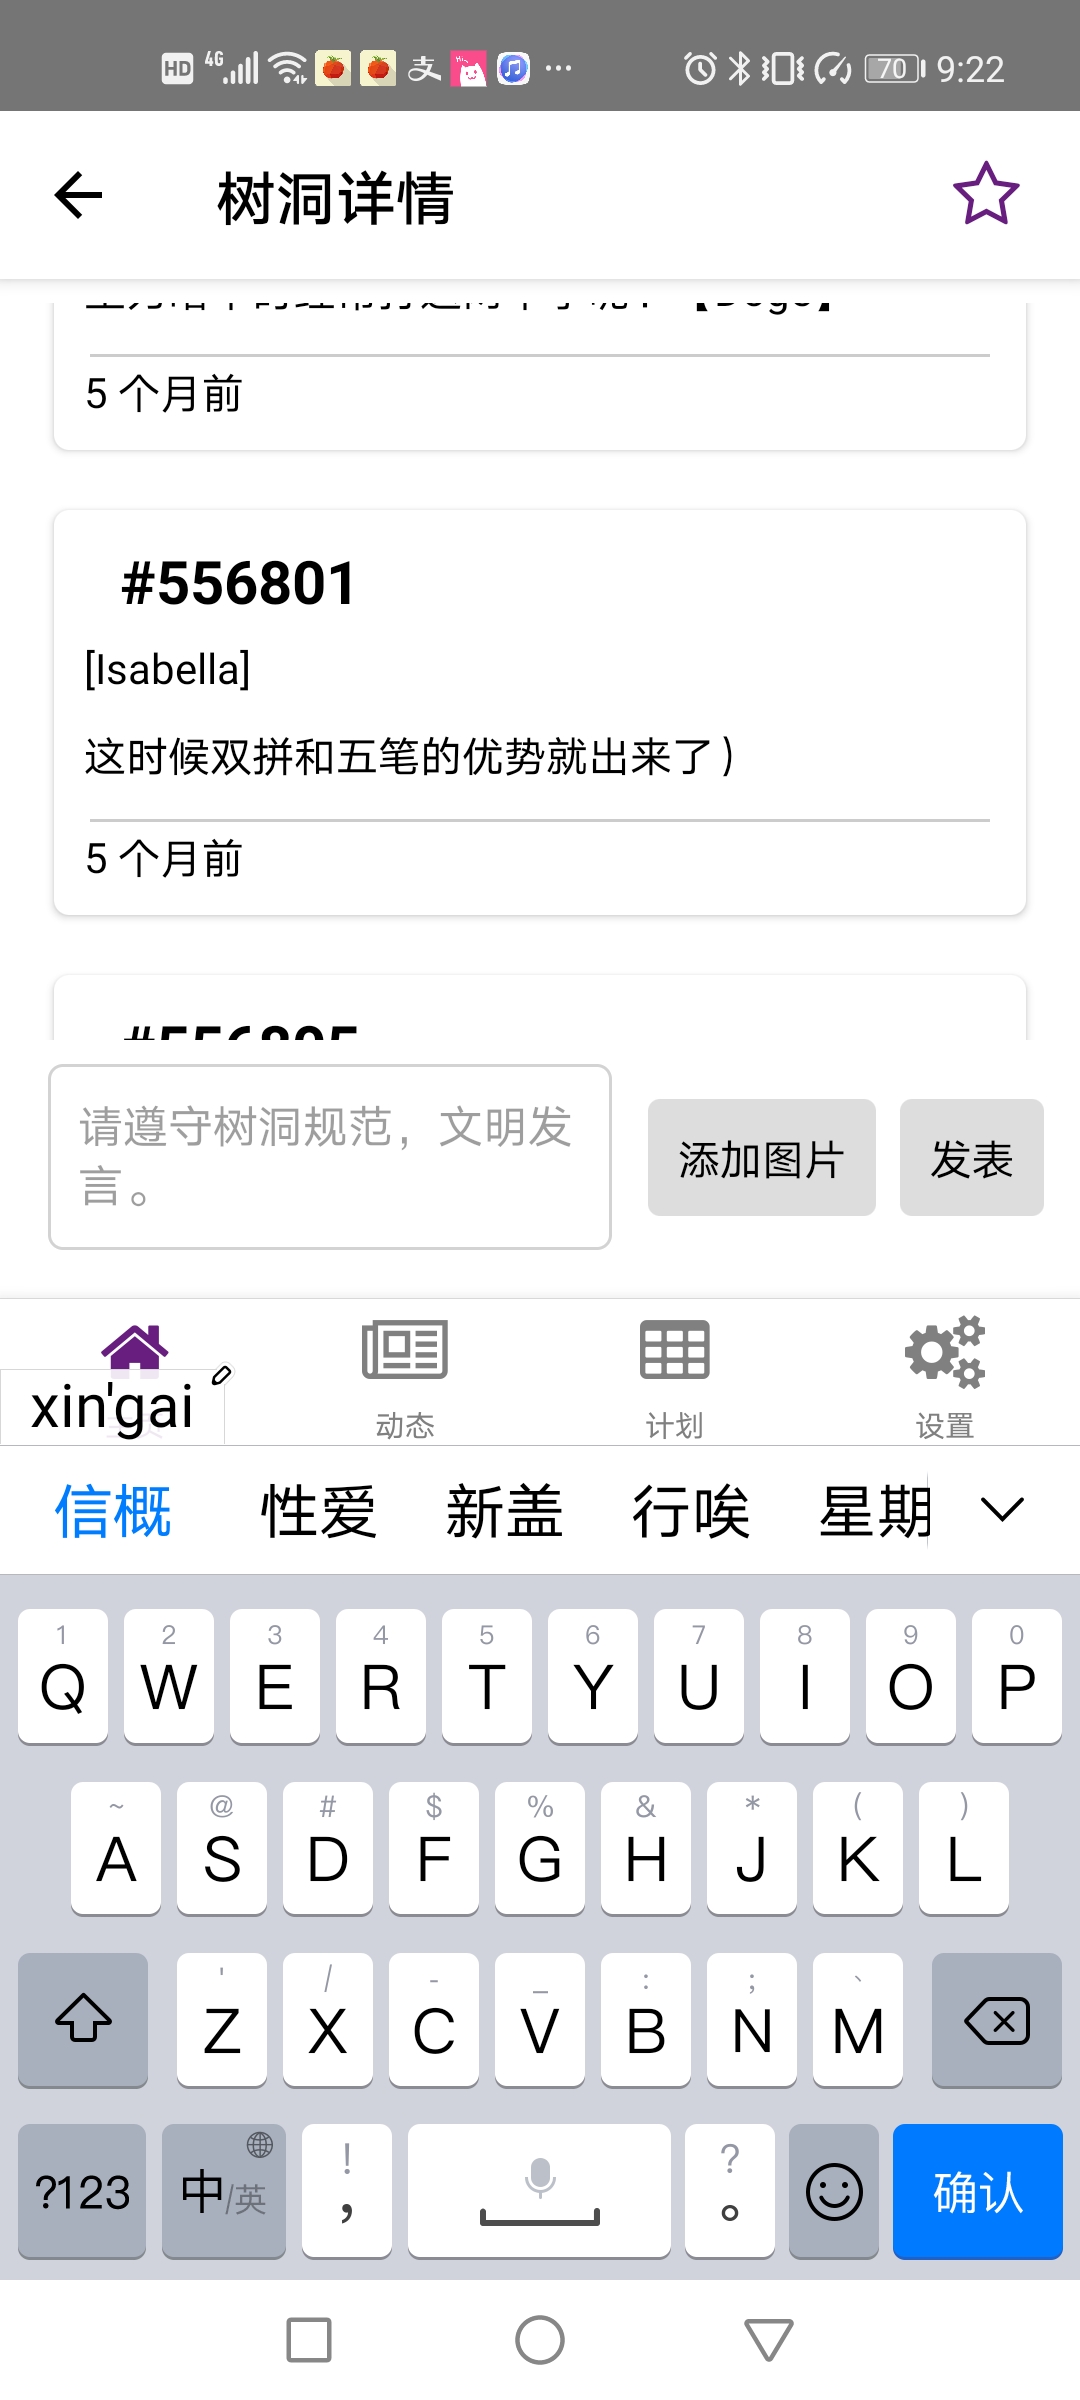 HD 4G 70 9:22
树洞详情
5 个月前
#556801
[Isabella]
这时候双拼和五笔的优势就出来了)
5 个月前
请遵守树洞规范，文明发
言。
添加图片 发表
动态 计划 设置
xin'gai
信概 性爱 新盖 行唉 星期
1 2 3 4 5 6 7 8 9 0
Q W E R T Y U I O P
~ @ # $ % & * ( )
A S D F G H J K L
' / - _ : ; 、
Z X C V B N M
! ?
?123 中/英 ， 。 确认